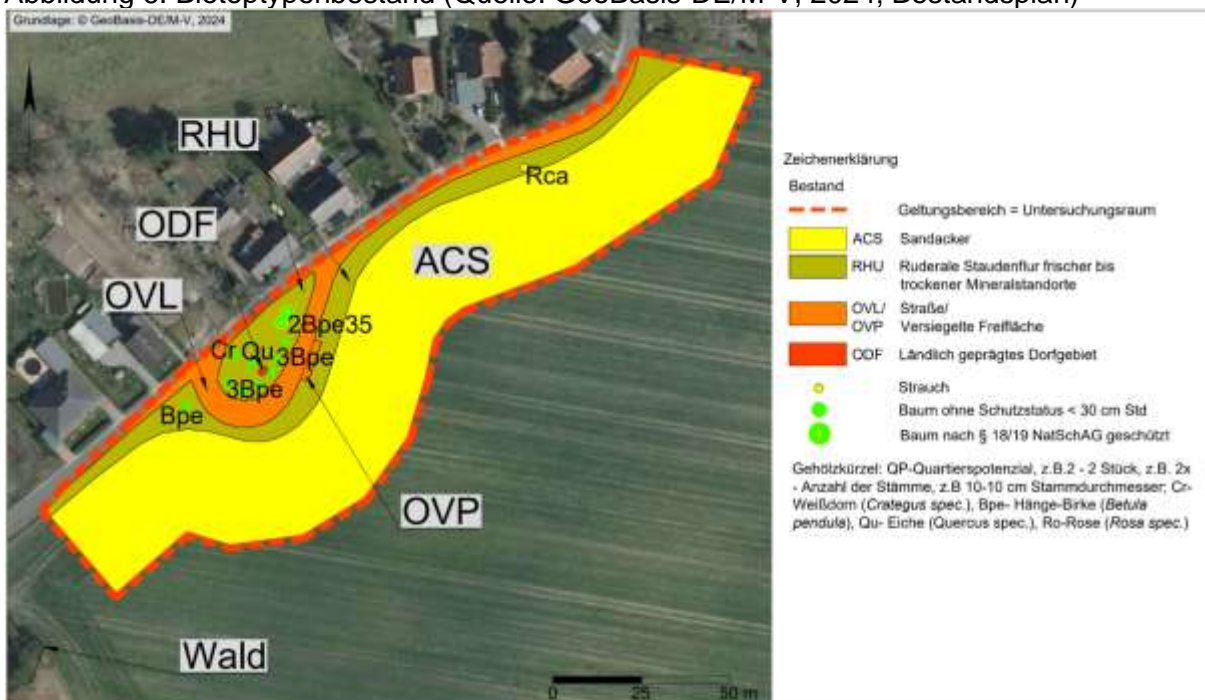 Abbildung 6: Biotoptypenbestand (Quelle: GeoBasis-DE/M-V, 2024, Bestandsplan)
Grundlage: © GeoBasis-DE/M-V, 2024
RHU
ODF
OVL
Rca
ACS
2Bpe35
Cr Qu 3Bpe
3Bpe
Bpe
OVP
Wald
0 25 50 m
Zeichenerklärung
Bestand
Geltungsbereich = Untersuchungsraum
ACS Sandacker
RHU Ruderale Staudenflur frischer bis
trockener Mineralstandorte
OVL/ Straße/
OVP Versiegelte Freifläche
ODF Ländlich geprägtes Dorfgebiet
Strauch
Baum ohne Schutzstatus < 30 cm Std
Baum nach § 18/19 NatSchAG geschützt
Gehölzkürzel: QP-Quartierspotenzial, z.B.2 - 2 Stück, z.B. 2x
- Anzahl der Stämme, z.B 10-10 cm Stammdurchmesser; Cr-
Weißdorn (Crategus spec.), Bpe- Hänge-Birke (Betula
pendula), Qu- Eiche (Quercus spec.), Ro-Rose (Rosa spec.)